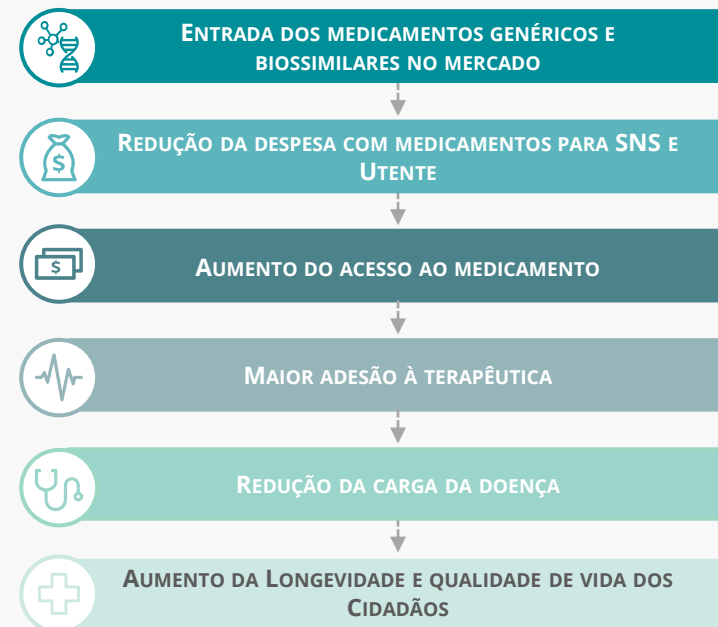 ENTRADA DOS MEDICAMENTOS GENÉRICOS E
BIOSSIMILARES NO MERCADO
REDUÇÃO DA DESPESA COM MEDICAMENTOS PARA SNS E
UTENTE
$
AUMENTO DO ACESSO AO MEDICAMENTO
$
MAIOR ADESÃO À TERAPÊUTICA
REDUÇÃO DA CARGA DA DOENÇA
AUMENTO DA LONGEVIDADE E QUALIDADE DE VIDA DOS
CIDADÃOS